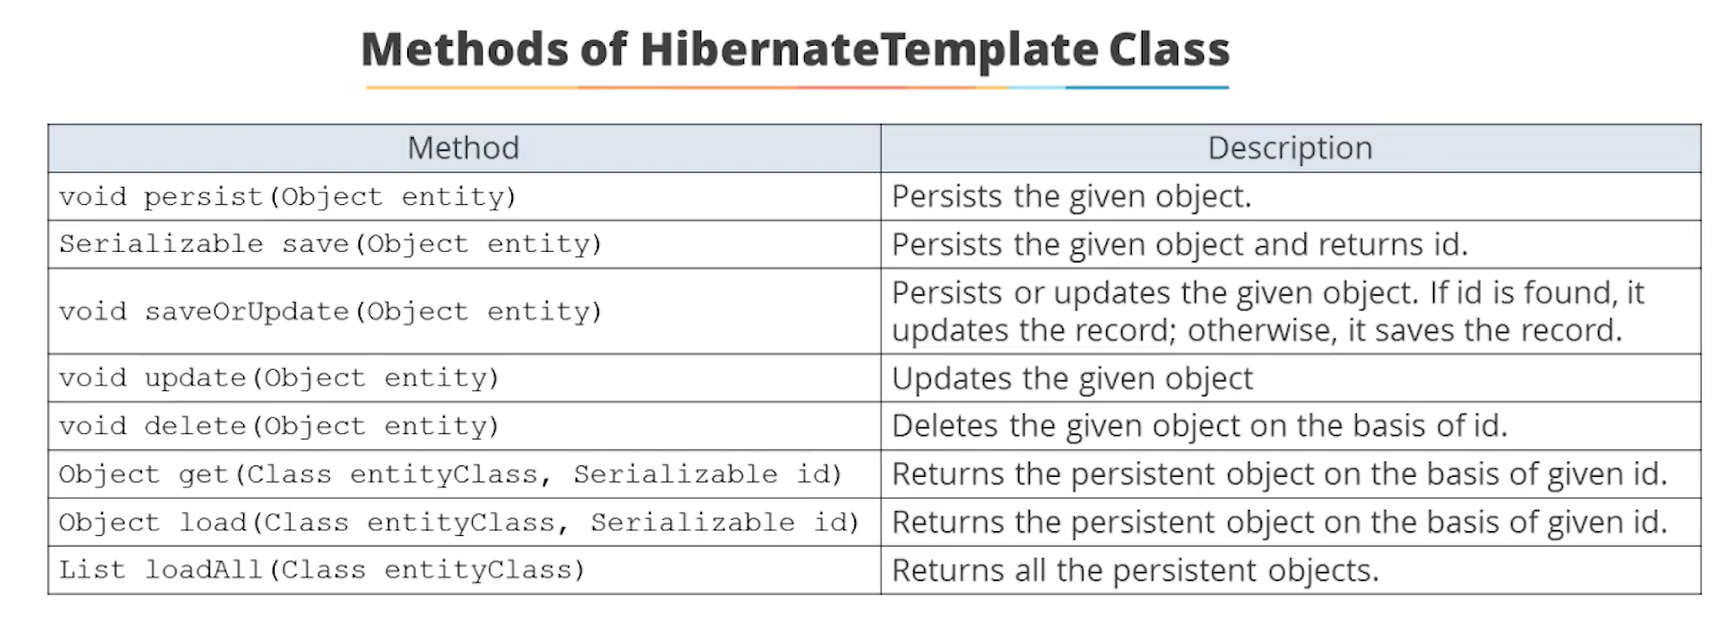 Methods of HibernateTemplate Class
Method Description
void persist(Object entity) Persists the given object.
Serializable save(Object entity) Persists the given object and returns id.
void saveOrUpdate(Object entity) Persists or updates the given object. If id is found, it
updates the record; otherwise, it saves the record.
void update(Object entity) Updates the given object
void delete(Object entity) Deletes the given object on the basis of id.
Object get(Class entityClass, Serializable id) Returns the persistent object on the basis of given id.
Object load(Class entityClass, Serializable id) Returns the persistent object on the basis of given id.
List loadAll(Class entityClass) Returns all the persistent objects.